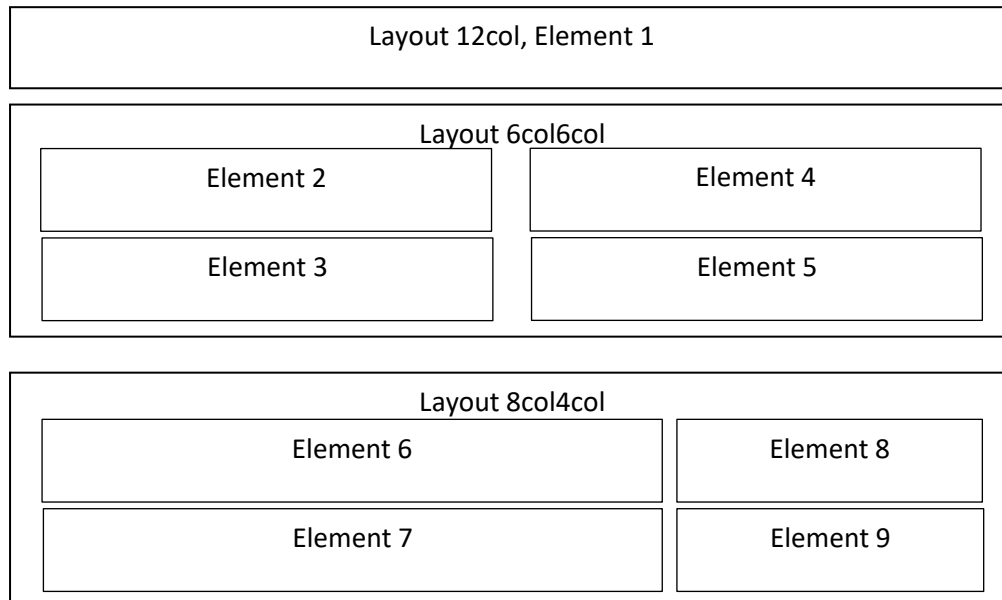 Layout 12col, Element 1
Layout 6col6col
Element 2
Element 4
Element 3
Element 5
Layout 8col4col
Element 6
Element 8
Element 7
Element 9